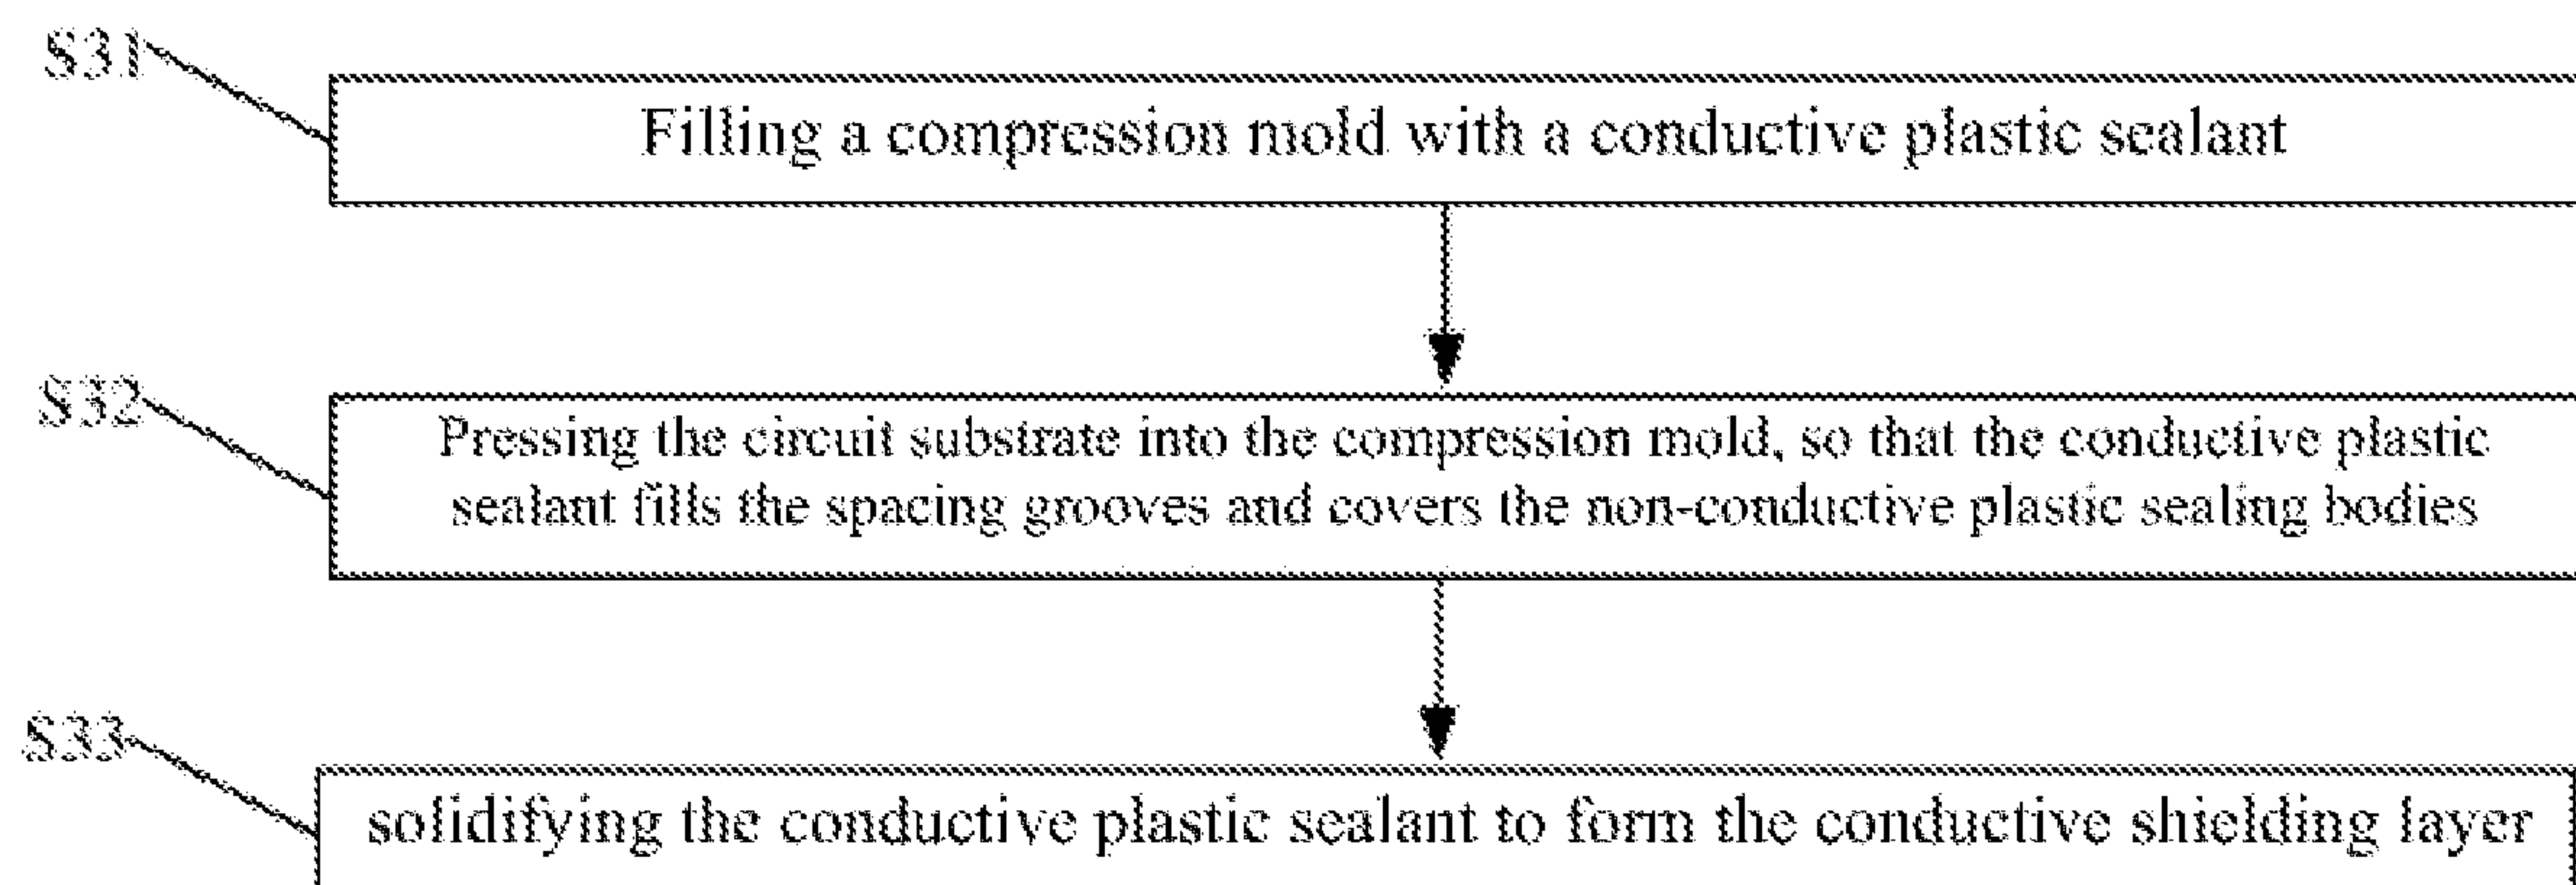 S31
Filling a compression mold with a conductive plastic sealant
S32
Pressing the circuit substrate into the compression mold, so that the conductive plastic
sealant fills the spacing grooves and covers the non-conductive plastic sealing bodies
S33
solidifying the conductive plastic sealant to form the conductive shielding layer